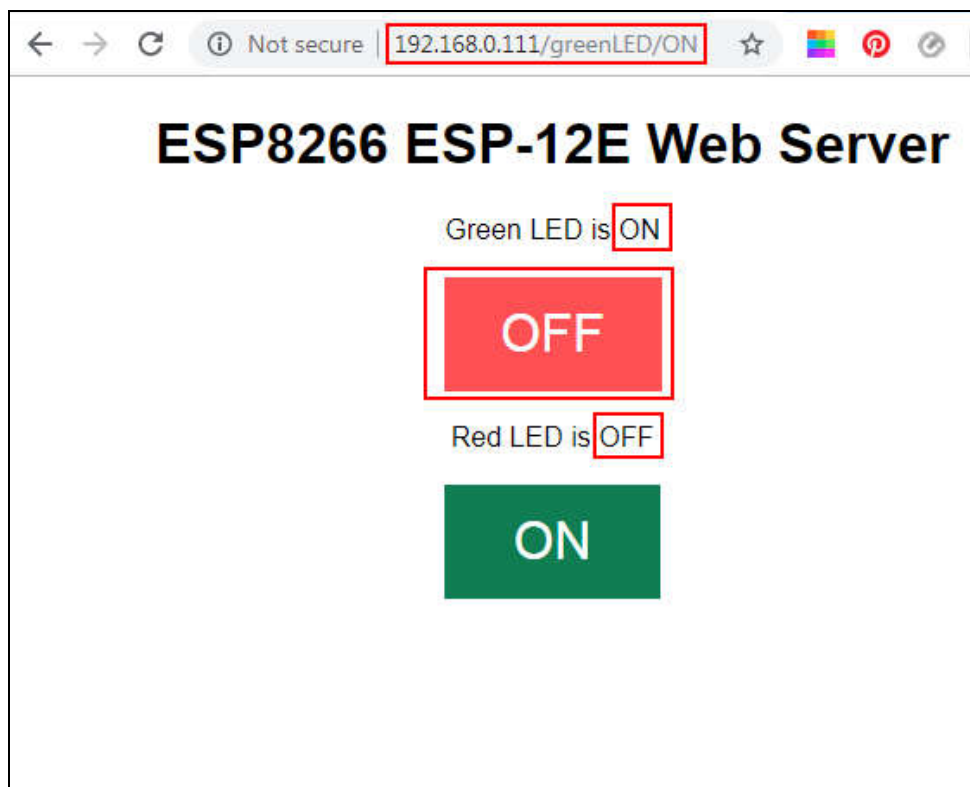 Not secure | 192.168.0.111/greenLED/ON
ESP8266 ESP-12E Web Server
Green LED is ON
OFF
Red LED is OFF
ON